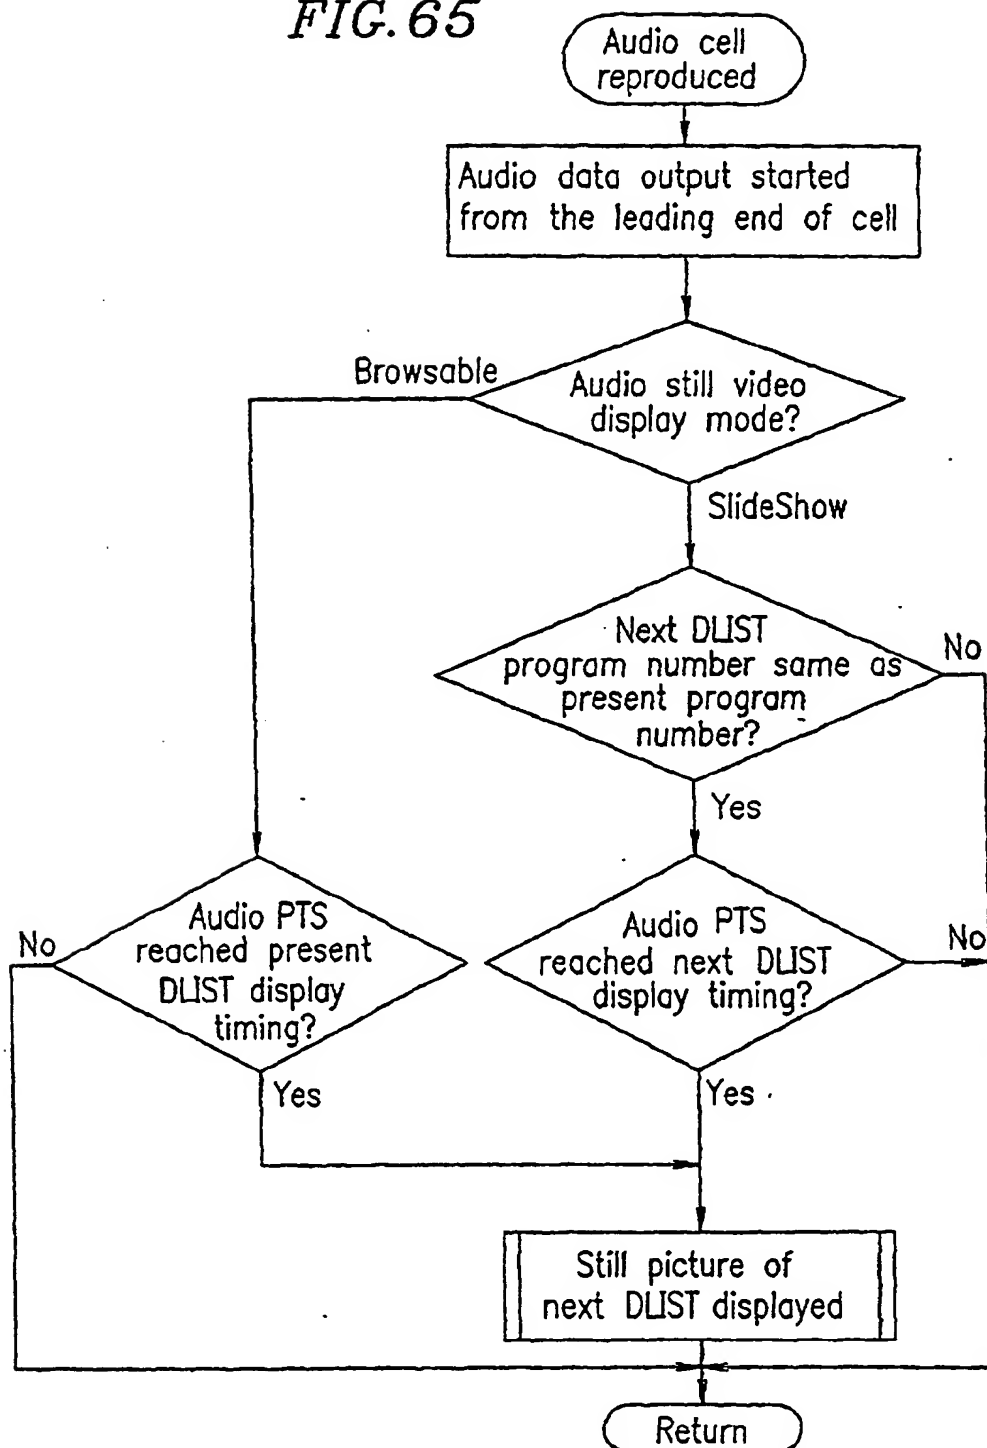 FIG. 65
Audio cell
reproduced
Audio data output started
from the leading end of cell
Browsable
Audio still video
display mode?
SlideShow
Next DLIST
program number same as
present program
number?
No
Yes
Audio PTS
reached present
DLIST display
timing?
No
Audio PTS
reached next DLIST
display timing?
No
Yes
Yes
Still picture of
next DLIST displayed
Return